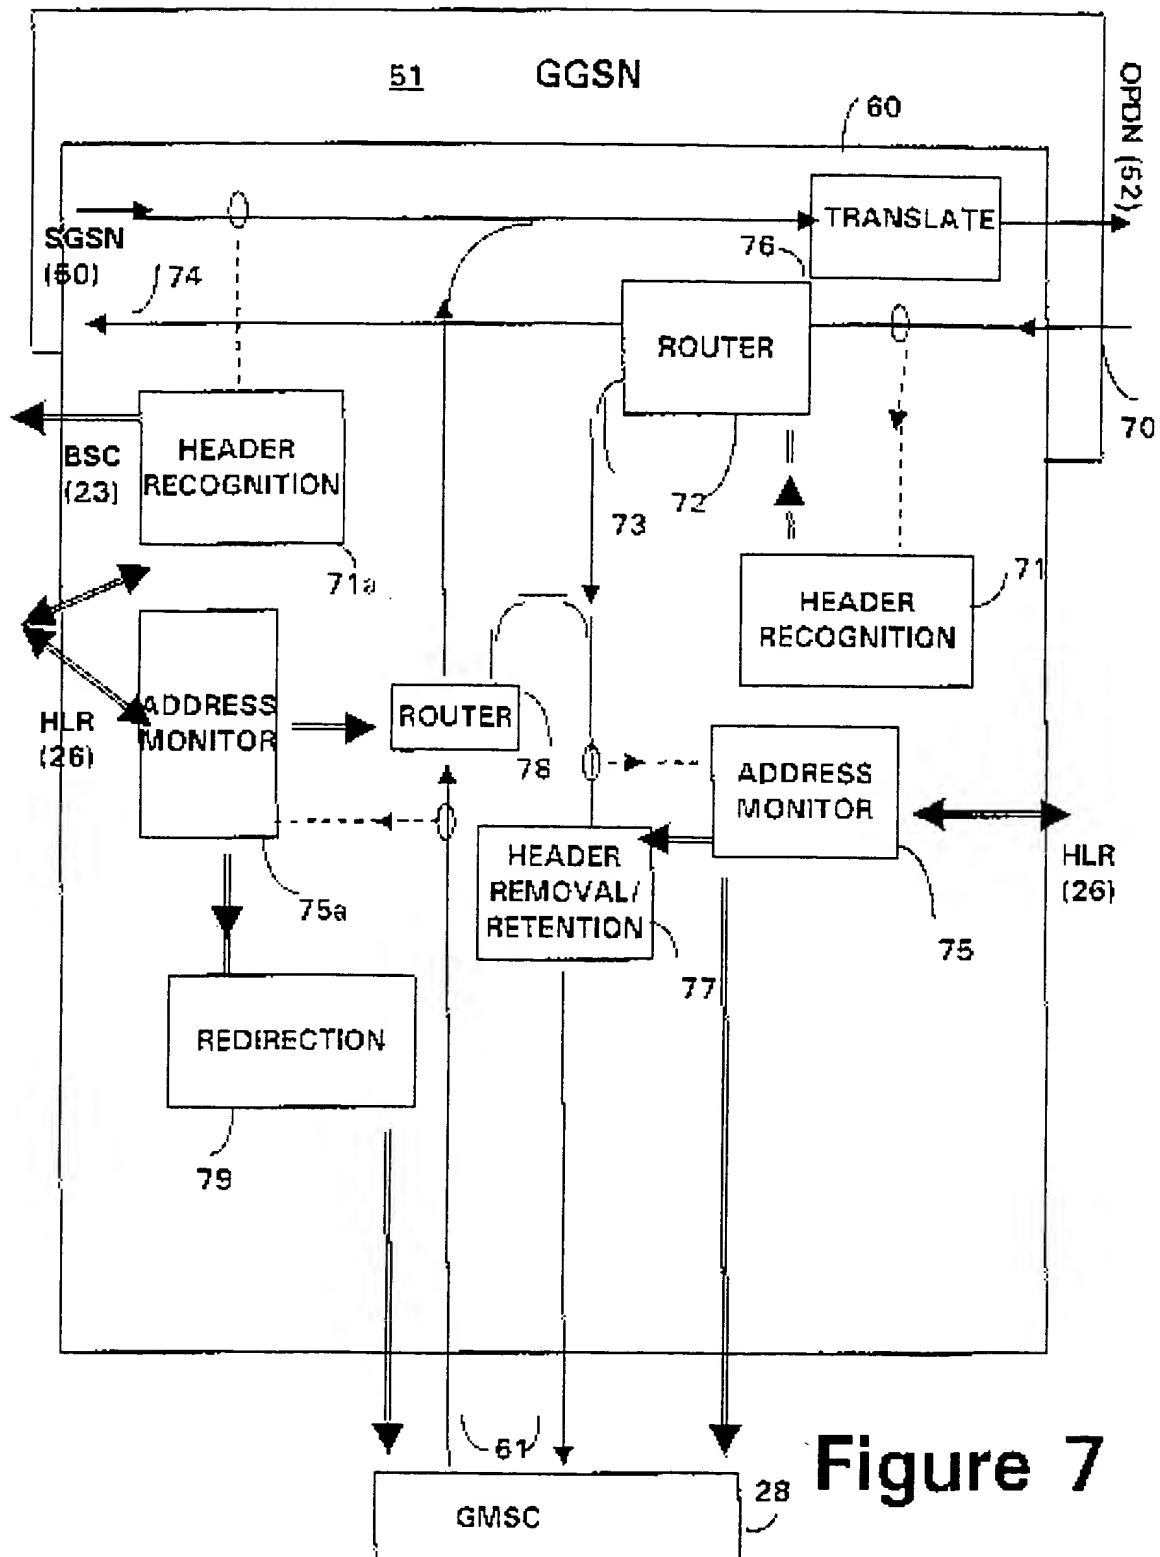 51 GGSN
OPDN (52)
60
TRANSLATE
SGSN
(50)
74
76
ROUTER
70
BSC
(23)
HEADER
RECOGNITION
73
72
71a
71
HEADER
RECOGNITION
HLR
(26)
ADDRESS
MONITOR
ROUTER
78
ADDRESS
MONITOR
HEADER
REMOVAL/
RETENTION
HLR
(26)
75a
75
77
REDIRECTION
79
61
Figure 7
GMSC
28